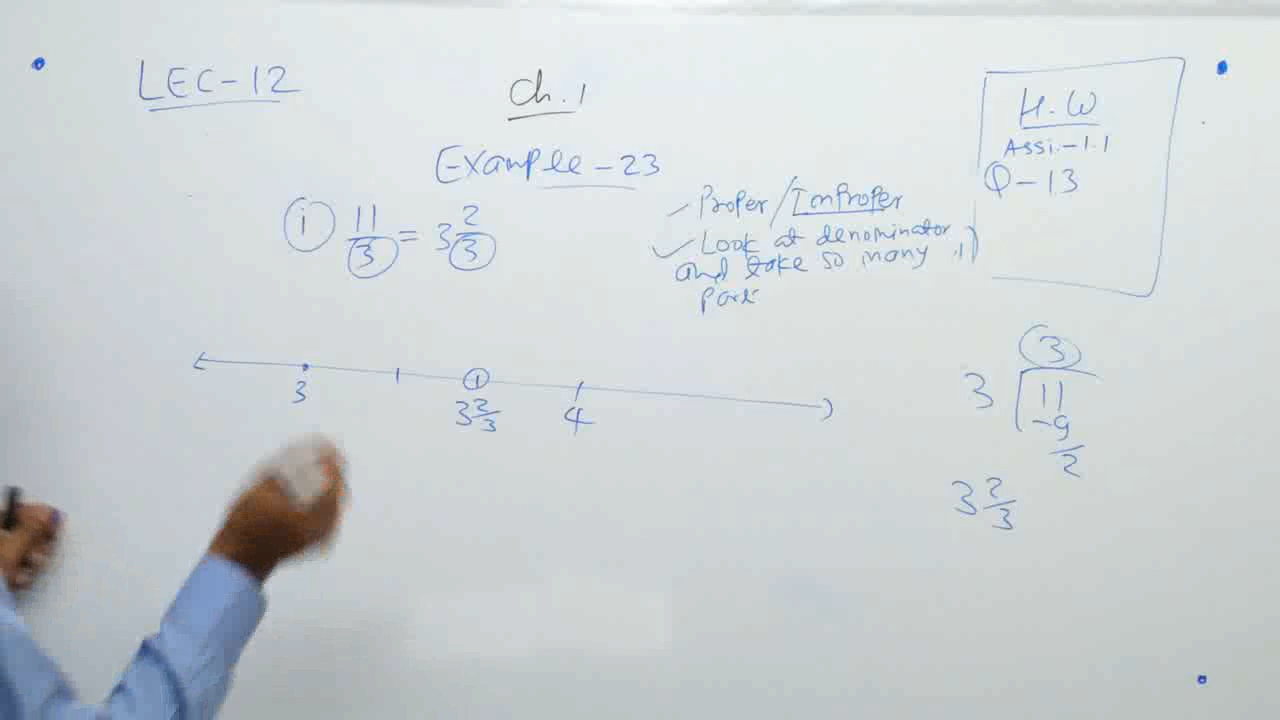 LEC-12
Ch.1
Example-23
(i) 11/3 = 3 2/3
✓ Proper/Improper
✓ Look at denominator
and take so many
part
H.W
Assi.-1.1
Q-13
3
3 2/3
4
3
3 11
-9
2
3 2/3